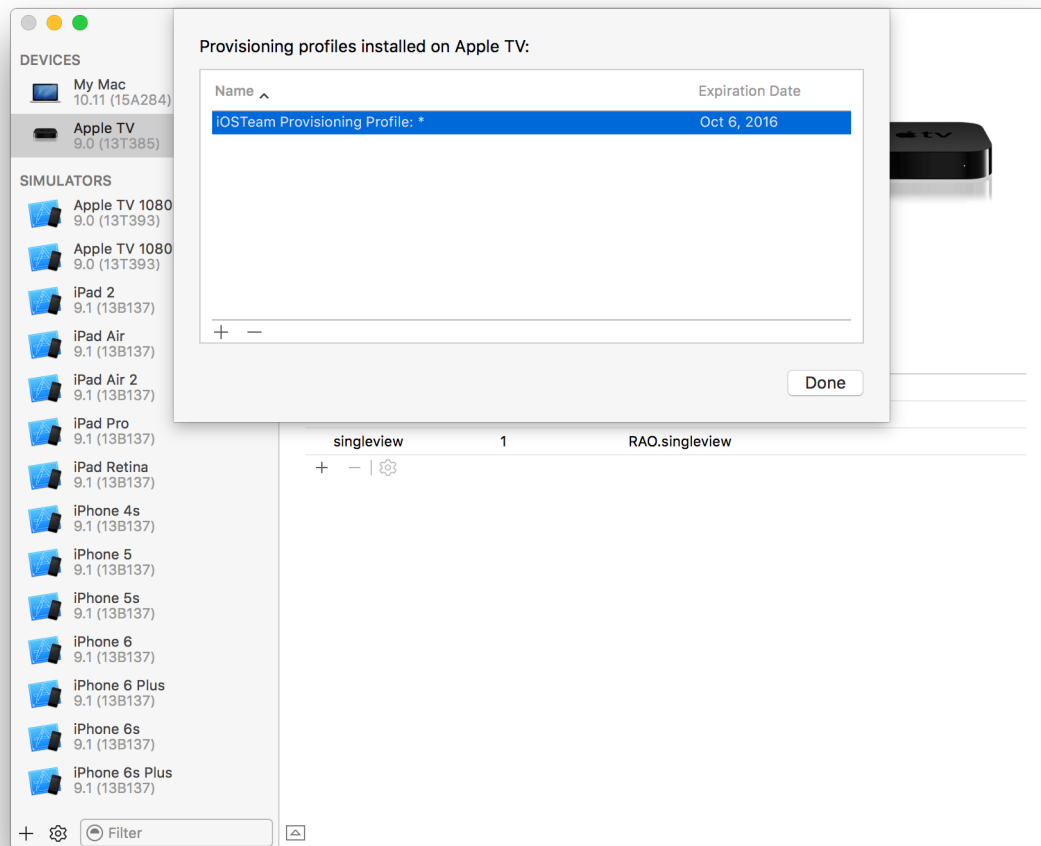 Provisioning profiles installed on Apple TV:
Name
Expiration Date
iOSTeam Provisioning Profile: *
Oct 6, 2016
Done
DEVICES
My Mac
10.11 (15A284)
Apple TV
9.0 (13T385)
SIMULATORS
Apple TV 1080
9.0 (13T393)
Apple TV 1080
9.0 (13T393)
iPad 2
9.1 (13B137)
iPad Air
9.1 (13B137)
iPad Air 2
9.1 (13B137)
iPad Pro
9.1 (13B137)
iPad Retina
9.1 (13B137)
iPhone 4s
9.1 (13B137)
iPhone 5
9.1 (13B137)
iPhone 5s
9.1 (13B137)
iPhone 6
9.1 (13B137)
iPhone 6 Plus
9.1 (13B137)
iPhone 6s
9.1 (13B137)
iPhone 6s Plus
9.1 (13B137)
Filter
tv
singleview 1 RAO.singleview